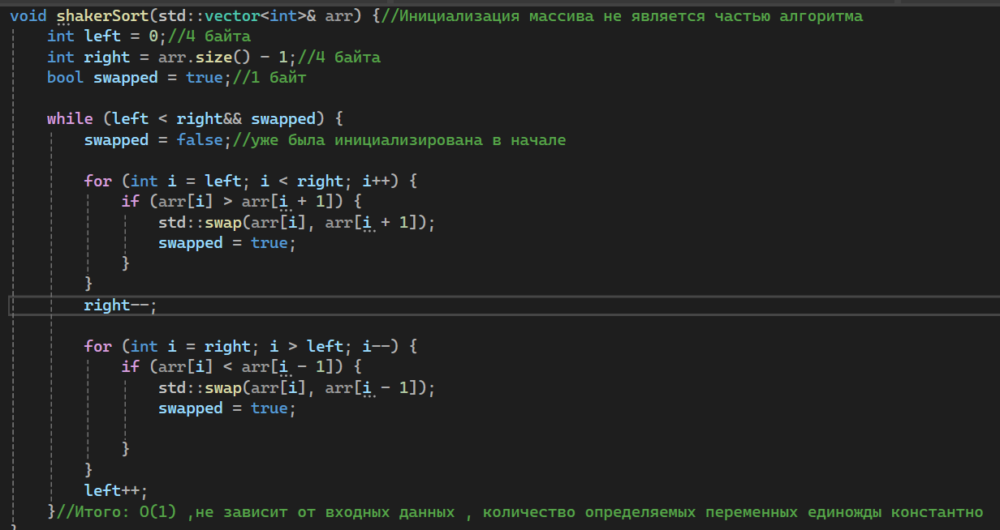 void shakerSort(std::vector<int>& arr) {//Инициализация массива не является частью алгоритма
int left = 0;//4 байта
int right = arr.size() - 1;//4 байта
bool swapped = true;//1 байт
while (left < right&& swapped) {
swapped = false;//уже была инициализирована в начале
for (int i = left; i < right; i++) {
if (arr[i] > arr[i + 1]) {
std::swap(arr[i], arr[i + 1]);
swapped = true;
}
}
right--;
for (int i = right; i > left; i--) {
if (arr[i] < arr[i - 1]) {
std::swap(arr[i], arr[i - 1]);
swapped = true;
}
}
left++;
}//Итого: O(1) ,не зависит от входных данных , количество определяемых переменных единожды константно
}